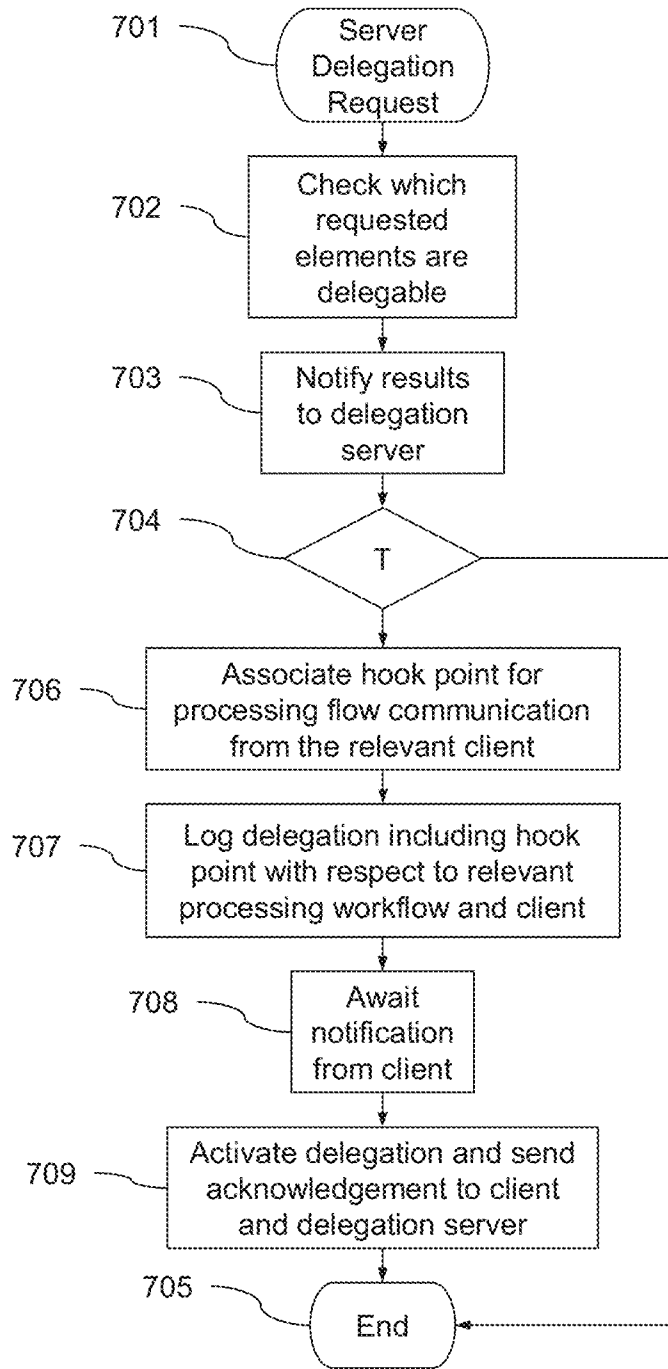 701
Server
Delegation
Request
702
Check which
requested
elements are
delegable
703
Notify results
to delegation
server
704
T
706
Associate hook point for
processing flow communication
from the relevant client
707
Log delegation including hook
point with respect to relevant
processing workflow and client
708
Await
notification
from client
709
Activate delegation and send
acknowledgement to client
and delegation server
705
End